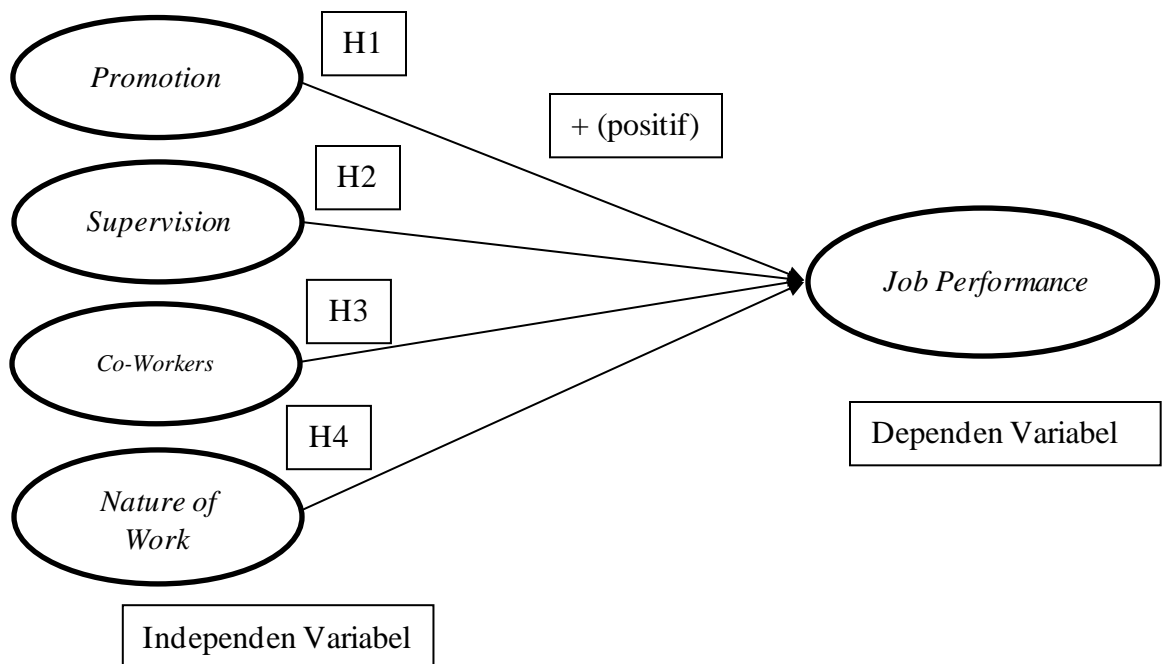 H1
Promotion
+ (positif)
H2
Supervision
Job Performance
H3
Co-Workers
H4
Dependen Variabel
Nature of
Work
Independen Variabel